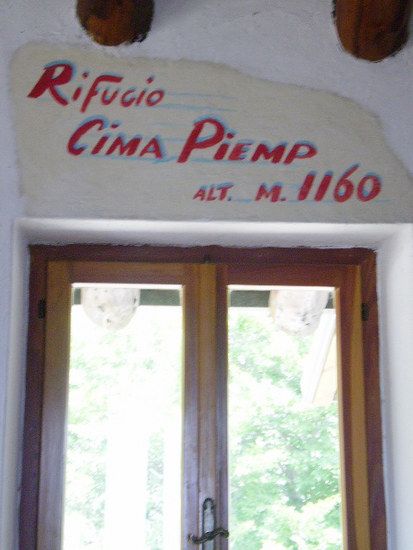 Rifugio
Cima Piemp
ALT. M. 1160